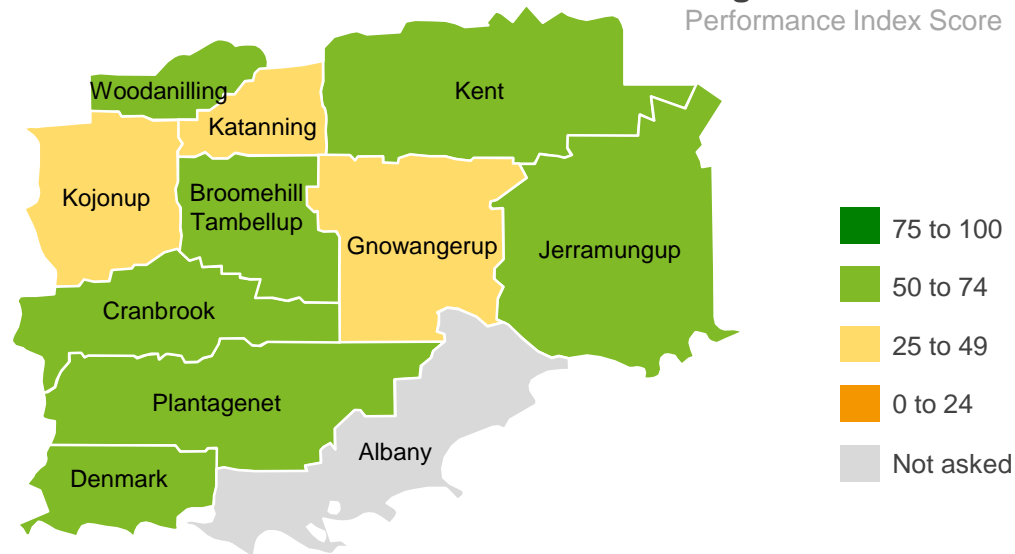 Performance Index Score
Woodanilling
Kent
Katanning
Kojonup
Broomehill
Tambellup
Gnowangerup
Jerramungup
Cranbrook
Plantagenet
Albany
Denmark
75 to 100
50 to 74
25 to 49
0 to 24
Not asked